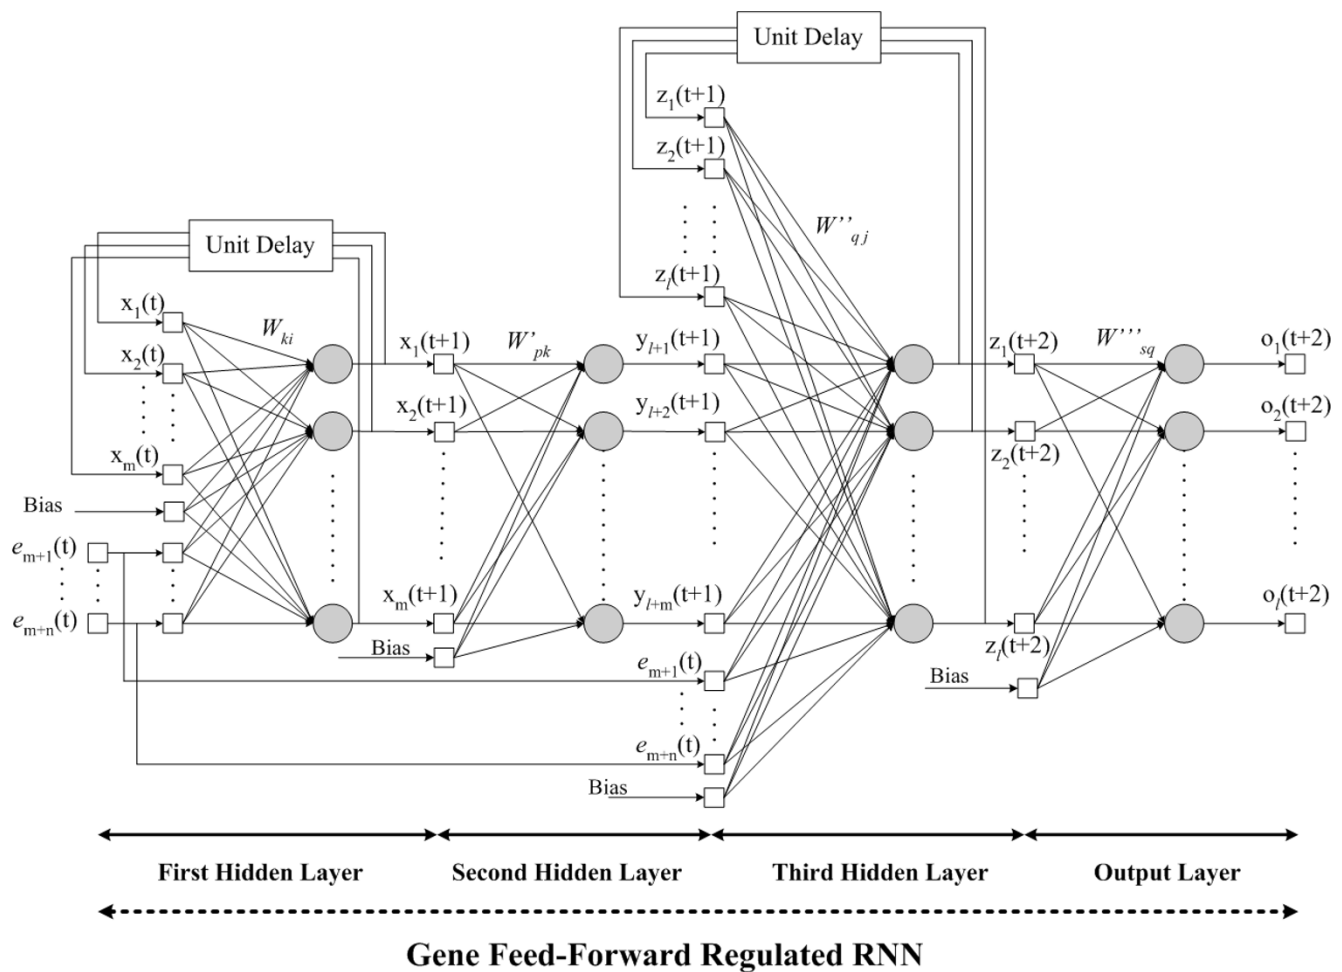 Unit Delay
z₁(t+1)
z₂(t+1)
W’’qj
Unit Delay
zl(t+1)
x₁(t)
Wki
x₁(t+1)
W’pk
yl+1(t+1)
z₁(t+2)
W’’’sq
o₁(t+2)
x₂(t)
x₂(t+1)
yl+2(t+1)
z₂(t+2)
o₂(t+2)
xm(t)
Bias
em+1(t)
em+n(t)
xm(t+1)
yl+m(t+1)
zl(t+2)
ol(t+2)
Bias
em+1(t)
Bias
em+n(t)
Bias
First Hidden Layer
Second Hidden Layer
Third Hidden Layer
Output Layer
Gene Feed-Forward Regulated RNN